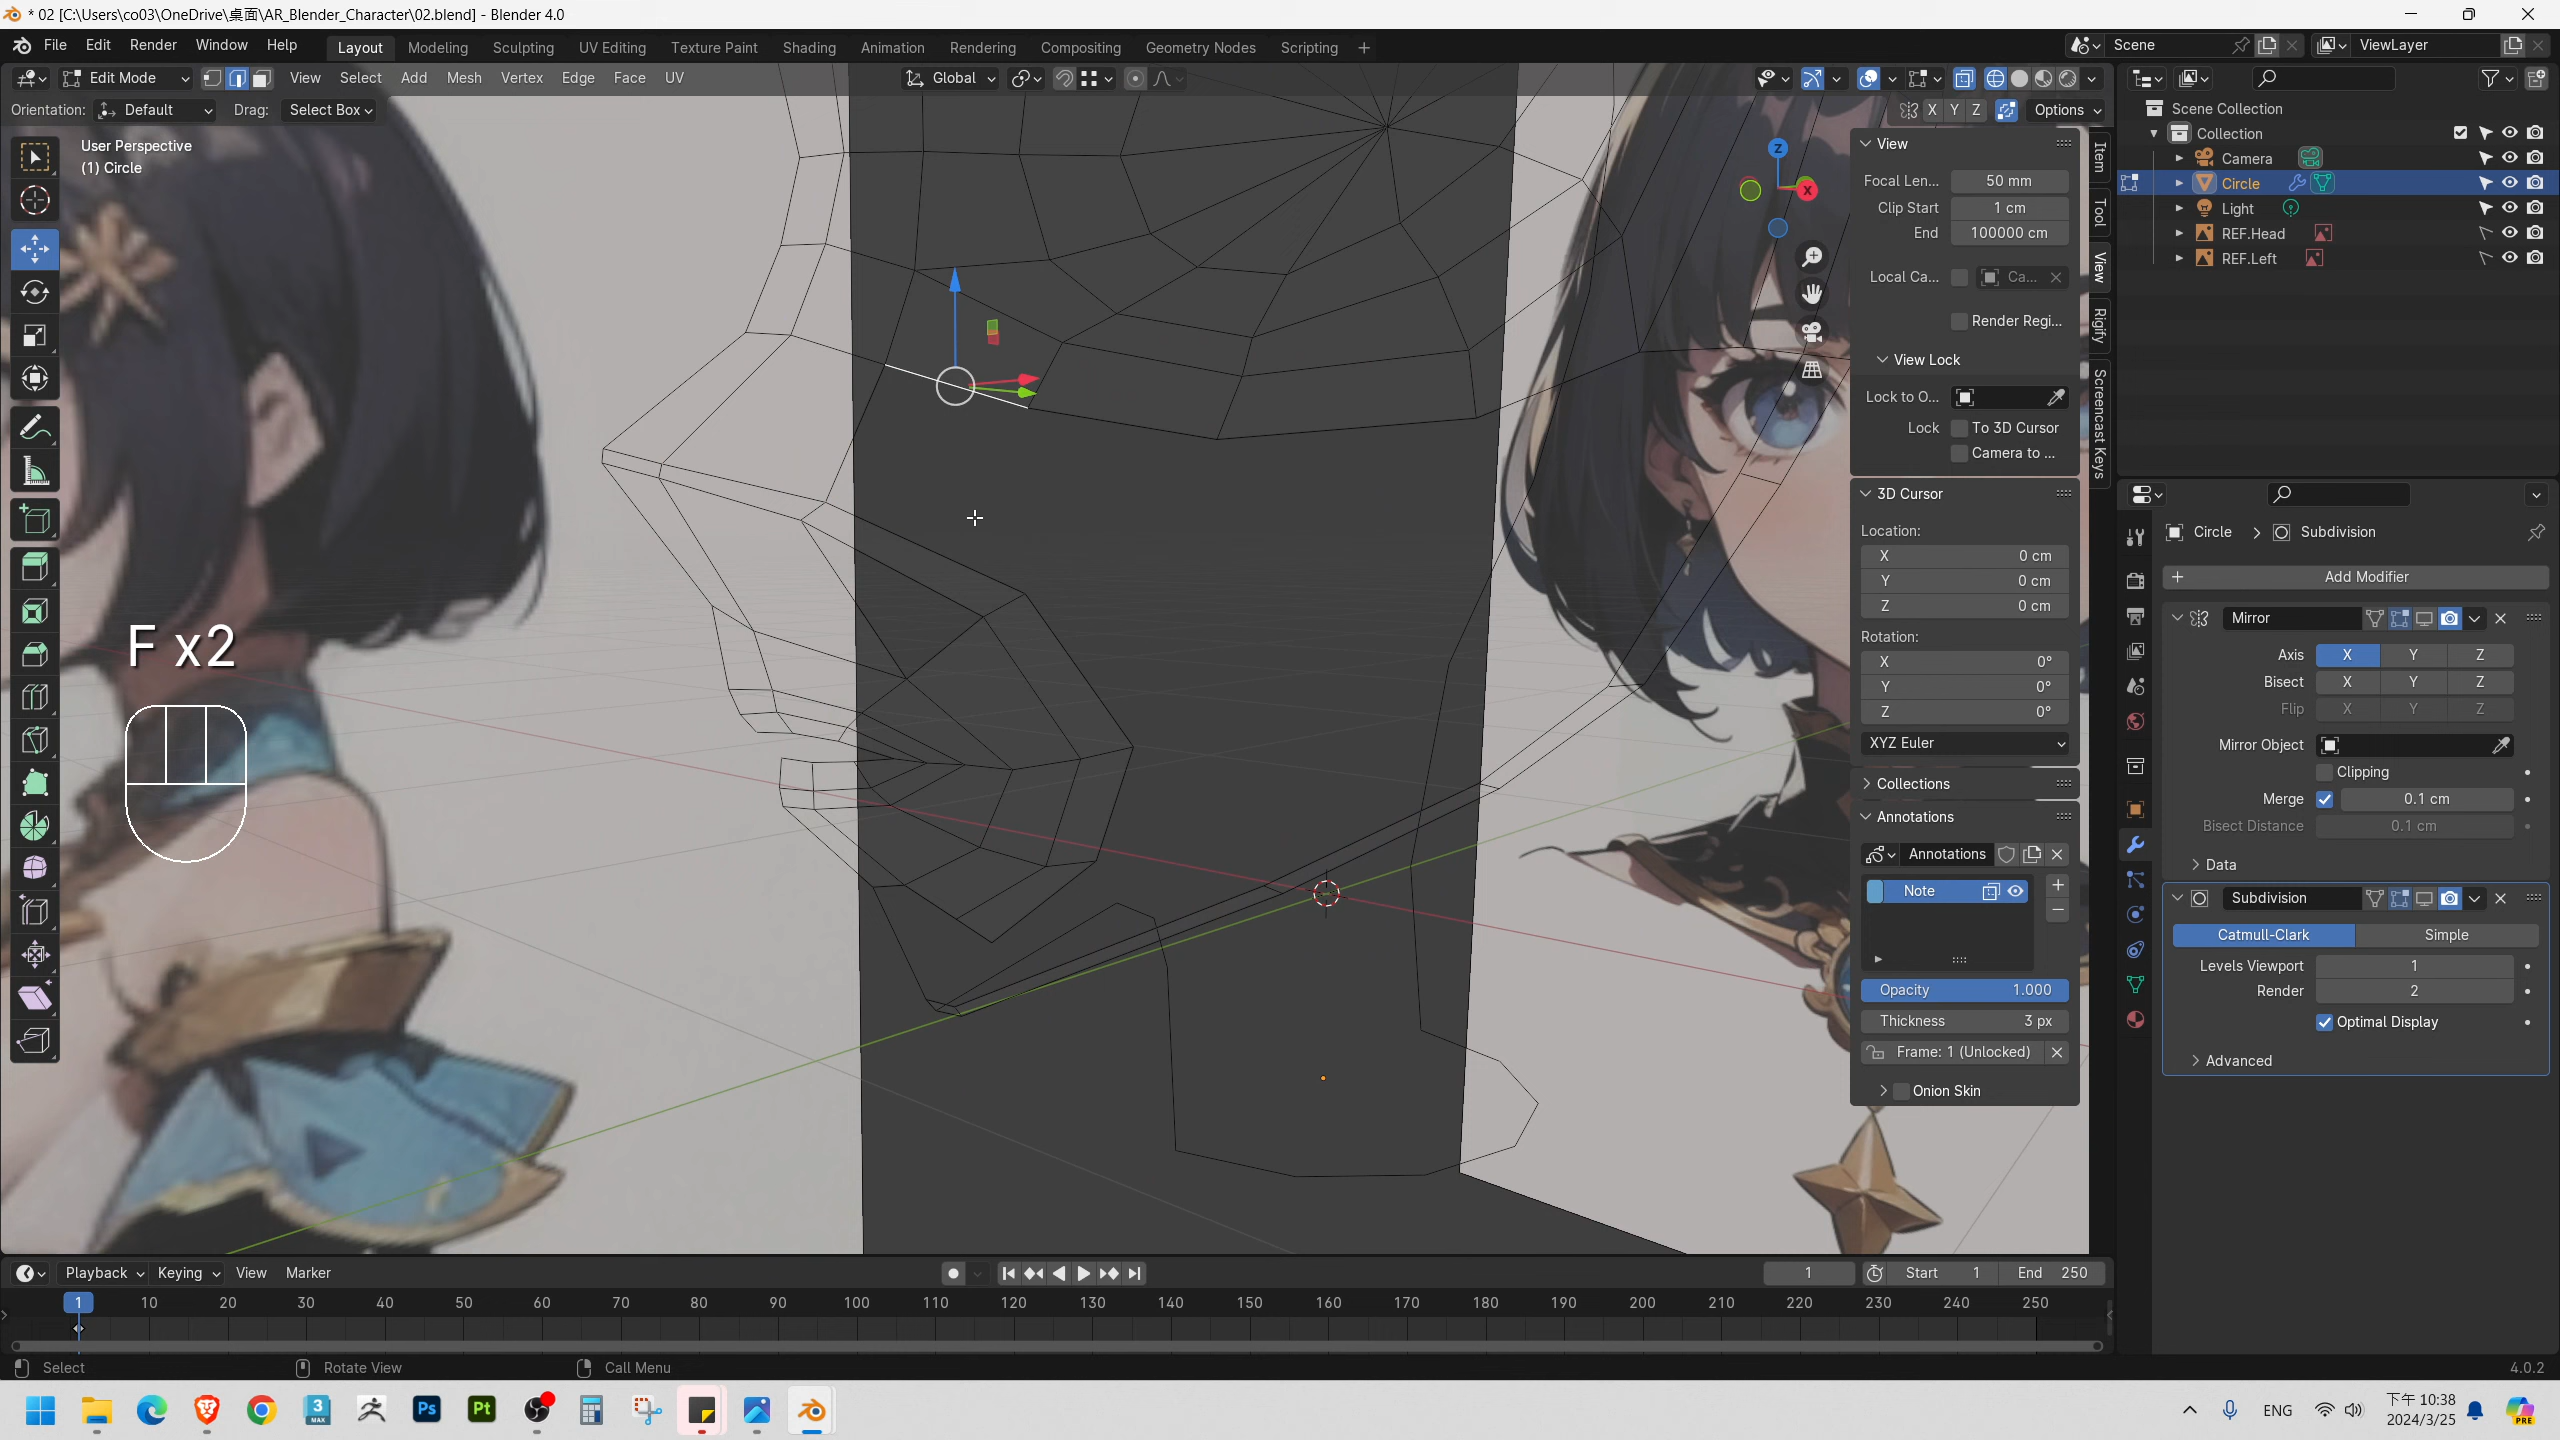 * 02 [C:\Users\co03\OneDrive\桌面\AR_Blender_Character\02.blend] - Blender 4.0
File Edit Render Window Help Layout Modeling Sculpting UV Editing Texture Paint Shading Animation Rendering Compositing Geometry Nodes Scripting + Scene ViewLayer
Edit Mode View Select Add Mesh Vertex Edge Face UV Global
Orientation: Default Drag: Select Box X Y Z Options
User Perspective
(1) Circle
Z
X
F x2
View
Focal Len... 50 mm
Clip Start 1 cm
End 100000 cm
Local Ca... Ca...
Render Regi...
View Lock
Lock to O...
Lock To 3D Cursor
Camera to ...
3D Cursor
Location:
X 0 cm
Y 0 cm
Z 0 cm
Rotation:
X 0°
Y 0°
Z 0°
XYZ Euler
Collections
Annotations
Annotations
Note
Opacity 1.000
Thickness 3 px
Frame: 1 (Unlocked)
Onion Skin
Item
Tool
View
Rigify
Screencast Keys
Scene Collection
Collection
Camera
Circle
Light
REF.Head
REF.Left
Circle > Subdivision
+ Add Modifier
Mirror
Axis X Y Z
Bisect X Y Z
Flip X Y Z
Mirror Object
Clipping
Merge 0.1 cm
Bisect Distance 0.1 cm
Data
Subdivision
Catmull-Clark Simple
Levels Viewport 1
Render 2
Optimal Display
Advanced
Playback Keying View Marker 1 Start 1 End 250
1 10 20 30 40 50 60 70 80 90 100 110 120 130 140 150 160 170 180 190 200 210 220 230 240 250
Select Rotate View Call Menu 4.0.2
3 MAX Ps Pt ENG 下午 10:38 PRE
2024/3/25